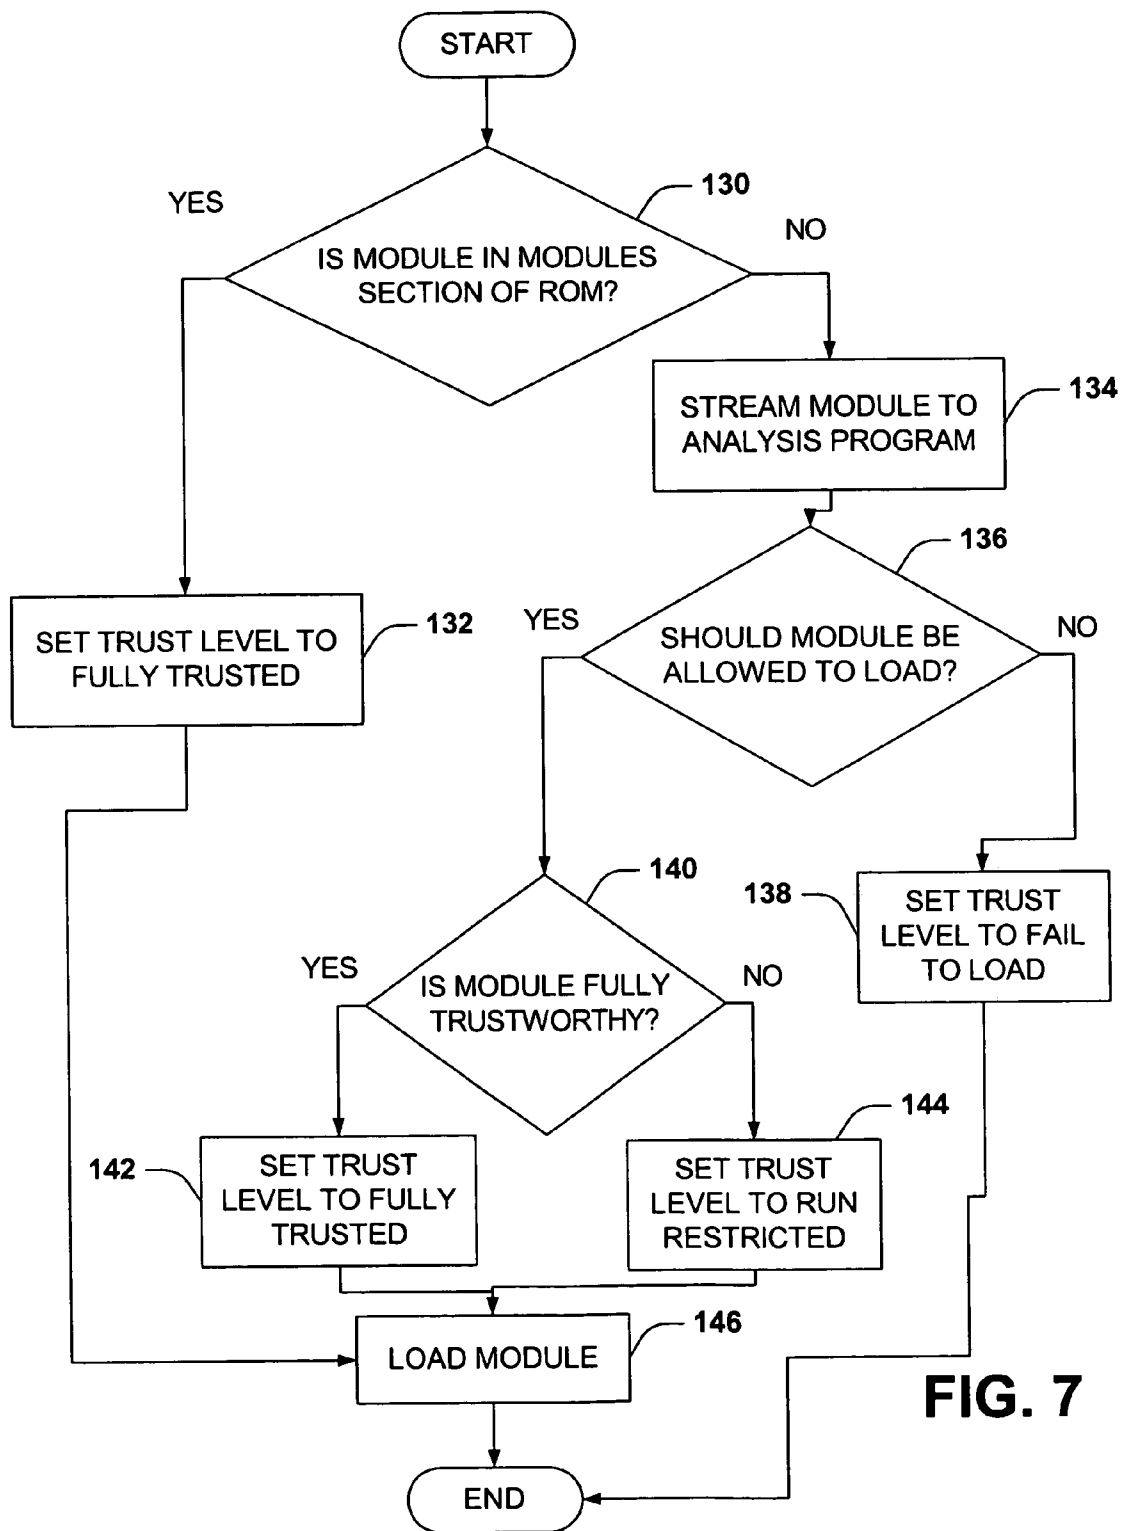 START
YES
130
NO
IS MODULE IN MODULES
SECTION OF ROM?
134
STREAM MODULE TO
ANALYSIS PROGRAM
136
YES
NO
SET TRUST LEVEL TO
FULLY TRUSTED
132
SHOULD MODULE BE
ALLOWED TO LOAD?
140
138
SET TRUST
LEVEL TO FAIL
TO LOAD
YES
NO
IS MODULE FULLY
TRUSTWORTHY?
144
142
SET TRUST
LEVEL TO FULLY
TRUSTED
SET TRUST
LEVEL TO RUN
RESTRICTED
146
LOAD MODULE
FIG. 7
END